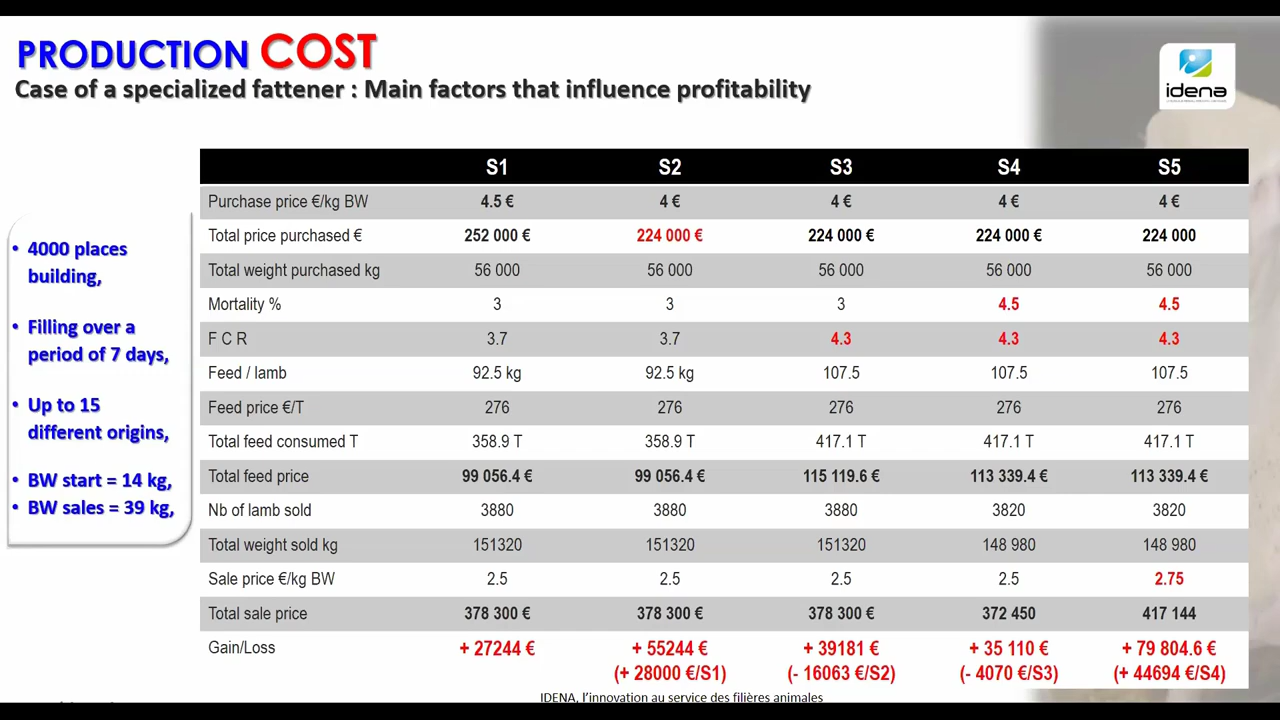 PRODUCTION COST
Case of a specialized fattener : Main factors that influence profitability
idena
• 4000 places
building,
• Filling over a
period of 7 days,
• Up to 15
different origins,
• BW start = 14 kg,
• BW sales = 39 kg,
S1 S2 S3 S4 S5
Purchase price €/kg BW 4.5 € 4 € 4 € 4 € 4 €
Total price purchased € 252 000 € 224 000 € 224 000 € 224 000 € 224 000
Total weight purchased kg 56 000 56 000 56 000 56 000 56 000
Mortality % 3 3 3 4.5 4.5
F C R 3.7 3.7 4.3 4.3 4.3
Feed / lamb 92.5 kg 92.5 kg 107.5 107.5 107.5
Feed price €/T 276 276 276 276 276
Total feed consumed T 358.9 T 358.9 T 417.1 T 417.1 T 417.1 T
Total feed price 99 056.4 € 99 056.4 € 115 119.6 € 113 339.4 € 113 339.4 €
Nb of lamb sold 3880 3880 3880 3820 3820
Total weight sold kg 151320 151320 151320 148 980 148 980
Sale price €/kg BW 2.5 2.5 2.5 2.5 2.75
Total sale price 378 300 € 378 300 € 378 300 € 372 450 417 144
Gain/Loss + 27244 € + 55244 € + 39181 € + 35 110 € + 79 804.6 €
(+ 28000 €/S1) (- 16063 €/S2) (- 4070 €/S3) (+ 44694 €/S4)
IDENA, l'innovation au service des filières animales